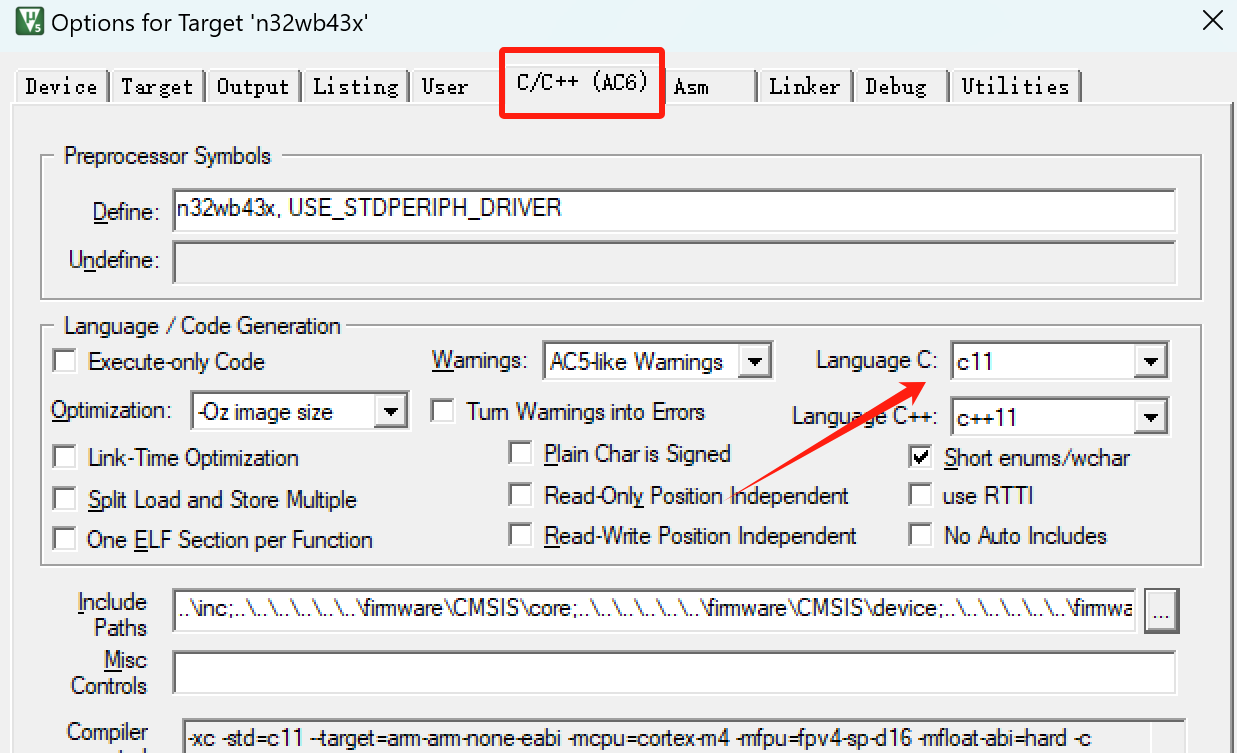 Options for Target 'n32wb43x'
Device Target Output Listing User C/C++ (AC6) Asm Linker Debug Utilities
Preprocessor Symbols
Define: n32wb43x, USE_STDPERIPH_DRIVER
Undefine:
Language / Code Generation
Execute-only Code Warnings: AC5-like Warnings Language C: c11
Optimization: -Oz image size Turn Warnings into Errors Language C++: c++11
Link-Time Optimization Plain Char is Signed Short enums/wchar
Split Load and Store Multiple Read-Only Position Independent use RTTI
One ELF Section per Function Read-Write Position Independent No Auto Includes
Include
Paths
..\inc;..\..\..\..\..\..\firmware\CMSIS\core;..\..\..\..\..\..\firmware\CMSIS\device;..\..\..\..\..\..\firmwa
...
Misc
Controls
Compiler
-xc -std=c11 --target=arm-arm-none-eabi -mcpu=cortex-m4 -mfpu=fpv4-sp-d16 -mfloat-abi=hard -c